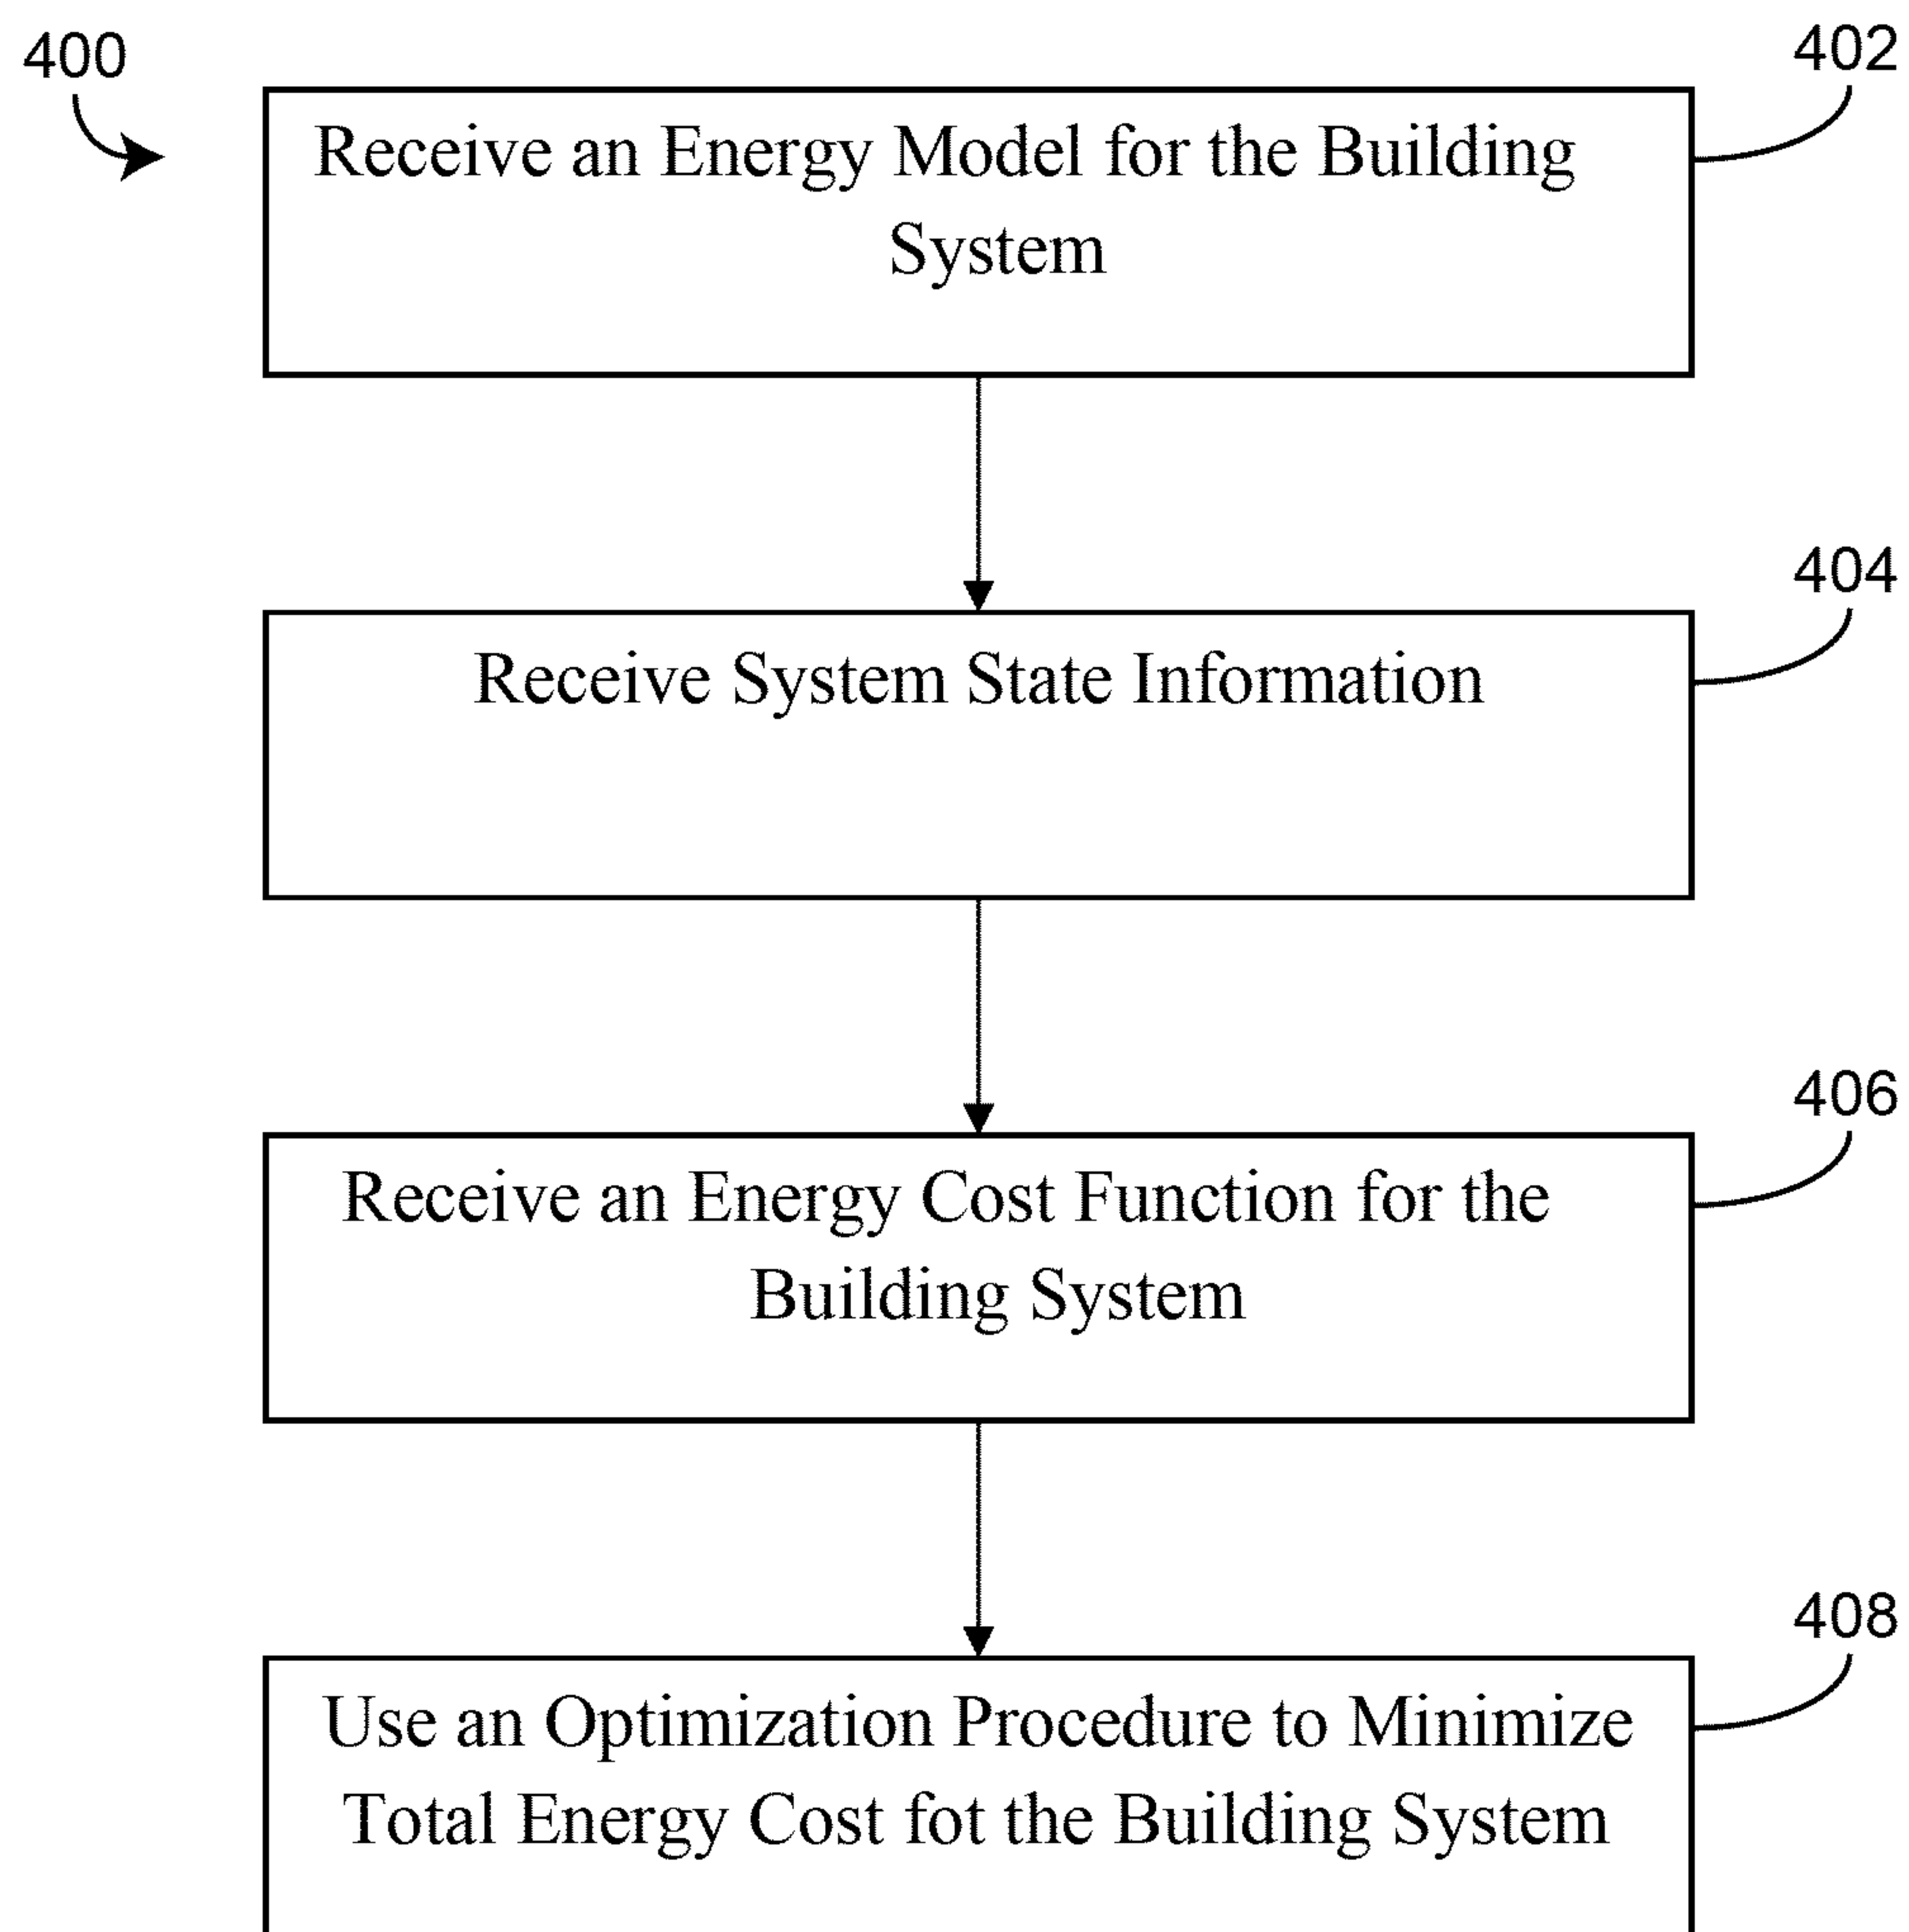 400
402
Receive an Energy Model for the Building
System
404
Receive System State Information
406
Receive an Energy Cost Function for the
Building System
408
Use an Optimization Procedure to Minimize
Total Energy Cost fot the Building System